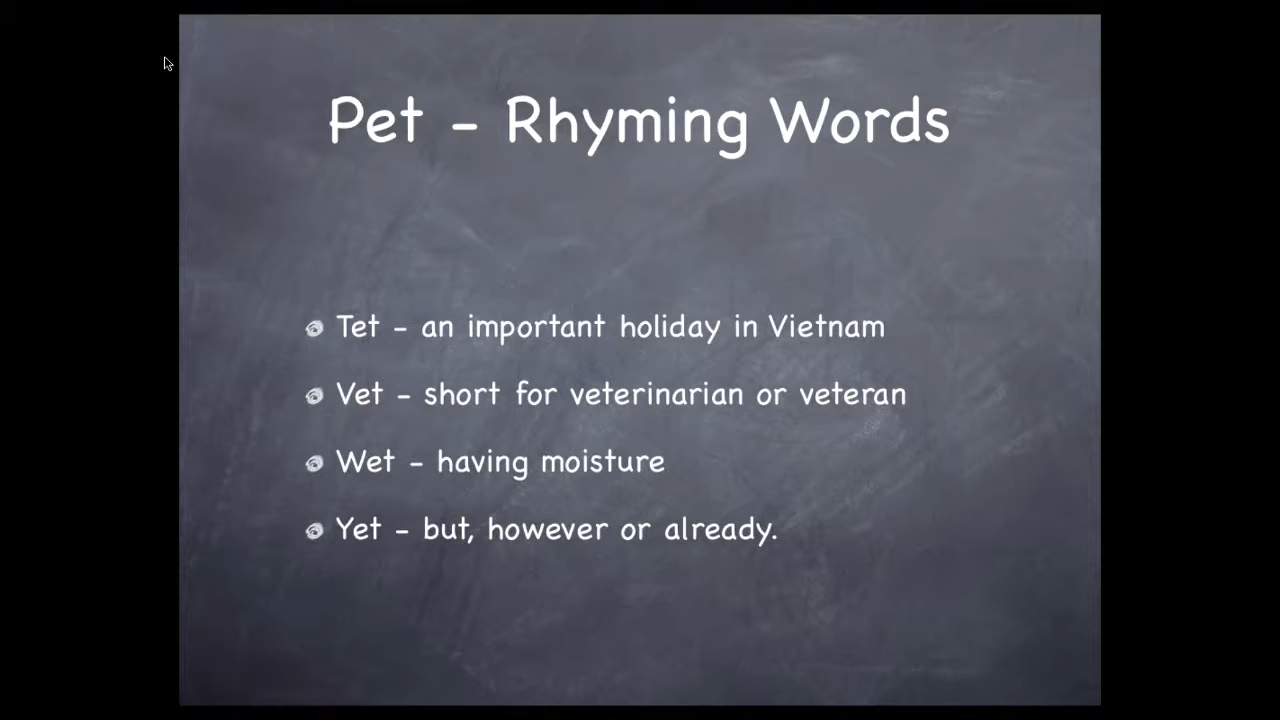 Pet - Rhyming Words
Tet - an important holiday in Vietnam
Vet - short for veterinarian or veteran
Wet - having moisture
Yet - but, however or already.